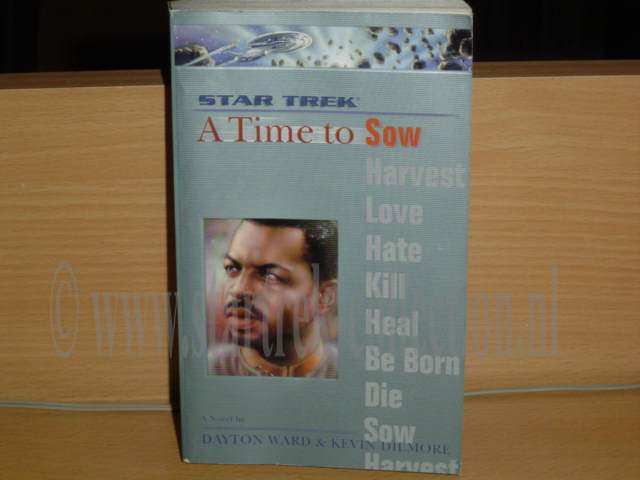 STAR TREK®
A Time to Sow
Harvest
Love
Hate
Kill
Heal
Be Born
Die
Sow
Harvest
A Novel by
DAYTON WARD & KEVIN DILMORE